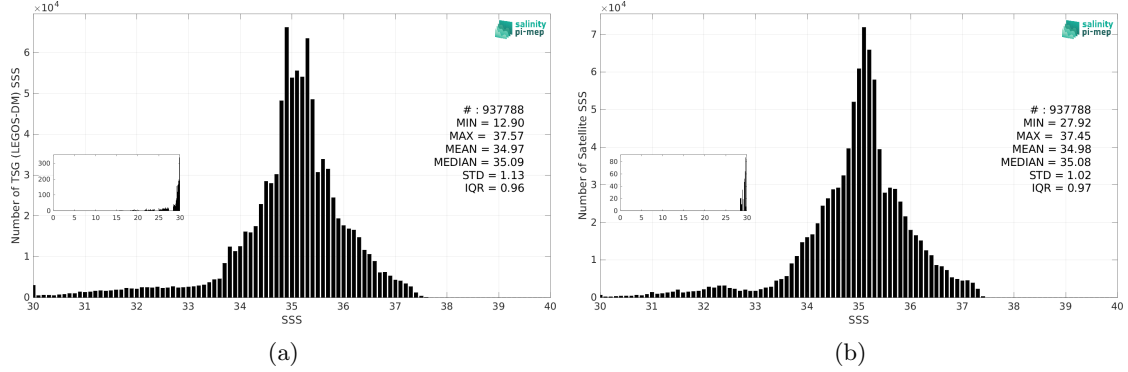 ×10⁴
salinity
pi-mep
Number of TSG (LEGOS-DM) SSS
6
5
4
3
2
1
0
# : 937788
MIN = 12.90
MAX = 37.57
MEAN = 34.97
MEDIAN = 35.09
STD = 1.13
IQR = 0.96
300
200
100
0
0 5 10 15 20 25 30
30 31 32 33 34 35 36 37 38 39 40
SSS
(a)
×10⁴
salinity
pi-mep
Number of Satellite SSS
7
6
5
4
3
2
1
0
# : 937788
MIN = 27.92
MAX = 37.45
MEAN = 34.98
MEDIAN = 35.08
STD = 1.02
IQR = 0.97
80
60
40
20
0
0 5 10 15 20 25 30
30 31 32 33 34 35 36 37 38 39 40
SSS
(b)